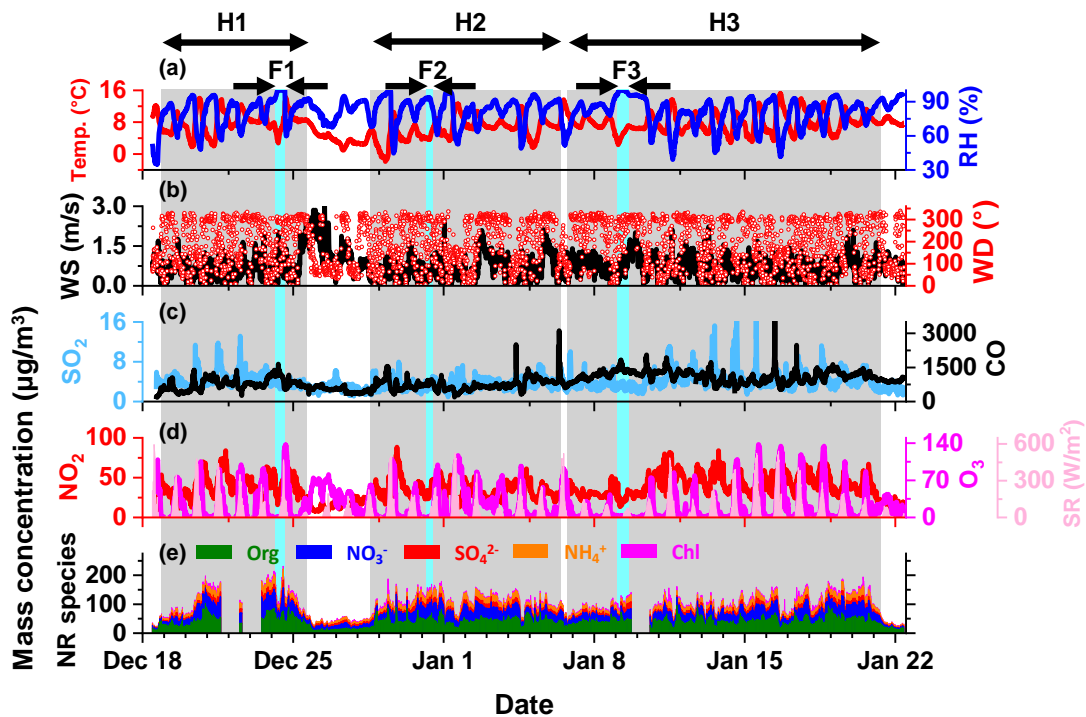 H1 H2 H3
(a) F1 F2 F3
Temp. (°C)
16
8
0
RH (%)
90
60
30
(b)
WS (m/s)
3.0
1.5
0.0
WD (°)
300
200
100
0
(c)
SO₂
16
8
0
CO
3000
1500
0
(d)
NO₂
100
50
0
O₃
140
70
0
SR (W/m²)
600
300
0
(e) Org NO₃⁻ SO₄²⁻ NH₄⁺ Chl
Mass concentration (µg/m³)
NR species
200
100
0
Dec 18 Dec 25 Jan 1 Jan 8 Jan 15 Jan 22
Date